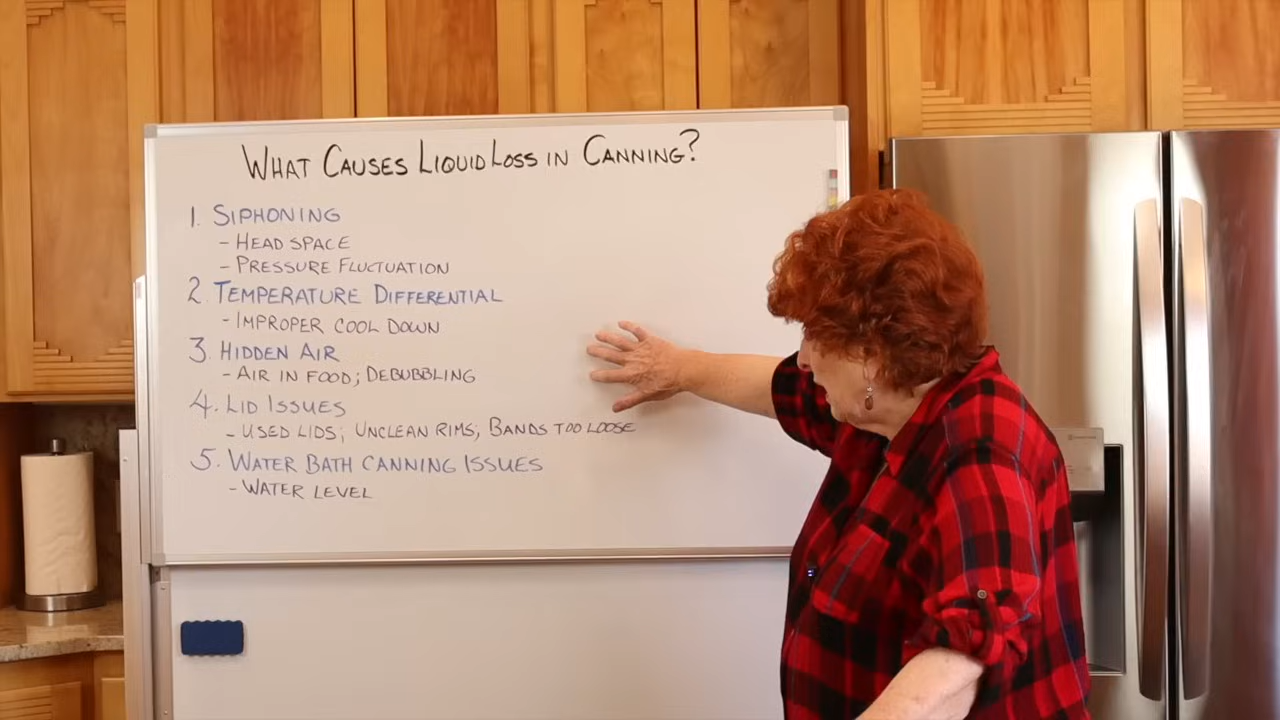 WHAT CAUSES LIQUID LOSS IN CANNING?
1. SIPHONING
- HEAD SPACE
- PRESSURE FLUCTUATION
2. TEMPERATURE DIFFERENTIAL
- IMPROPER COOL DOWN
3. HIDDEN AIR
- AIR IN FOOD; DEBUBBLING
4. LID ISSUES
- USED LIDS; UNCLEAN RIMS; BANDS TOO LOOSE
5. WATER BATH CANNING ISSUES
- WATER LEVEL